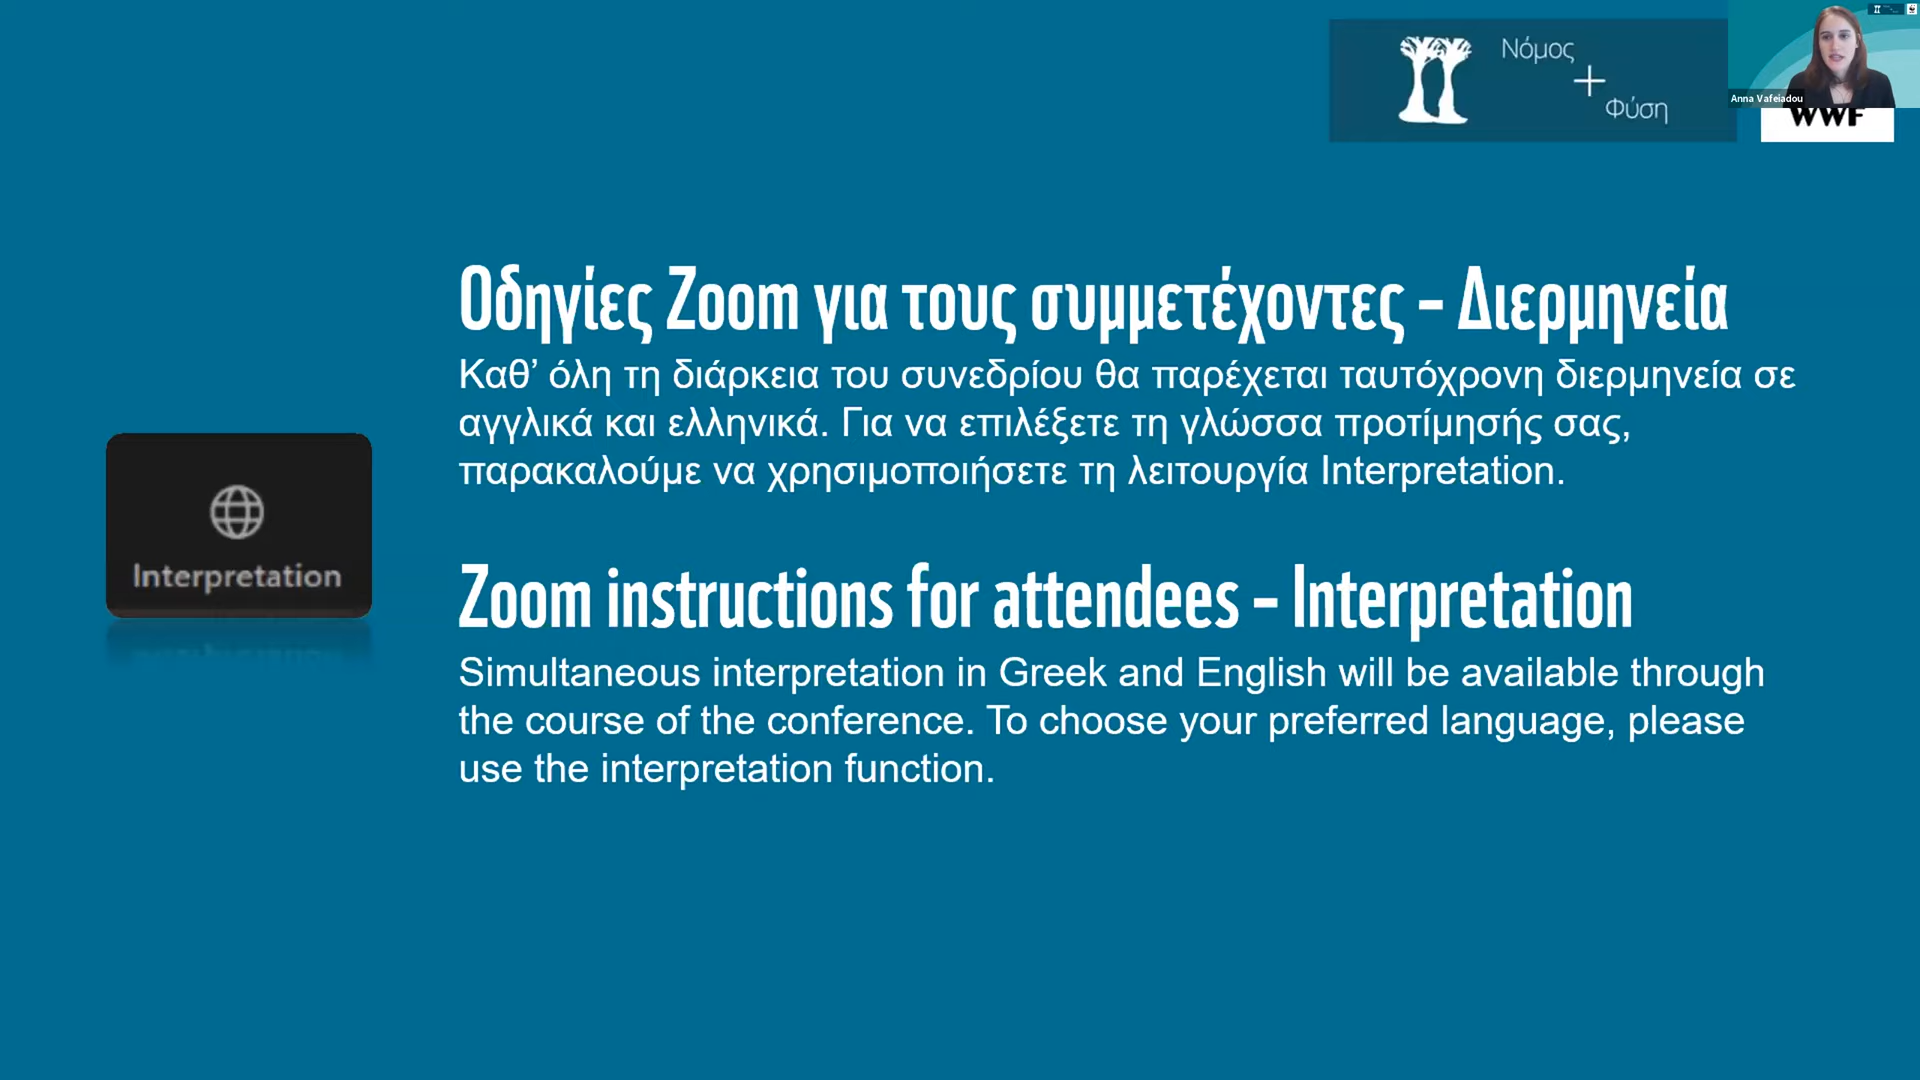 Νόμος
+
Φύση
Anna Vafeiadou
WWF
Οδηγίες Zoom για τους συμμετέχοντες – Διερμηνεία
Καθ’ όλη τη διάρκεια του συνεδρίου θα παρέχεται ταυτόχρονη διερμηνεία σε
αγγλικά και ελληνικά. Για να επιλέξετε τη γλώσσα προτίμησής σας,
παρακαλούμε να χρησιμοποιήσετε τη λειτουργία Interpretation.
Interpretation
Zoom instructions for attendees – Interpretation
Simultaneous interpretation in Greek and English will be available through
the course of the conference. To choose your preferred language, please
use the interpretation function.